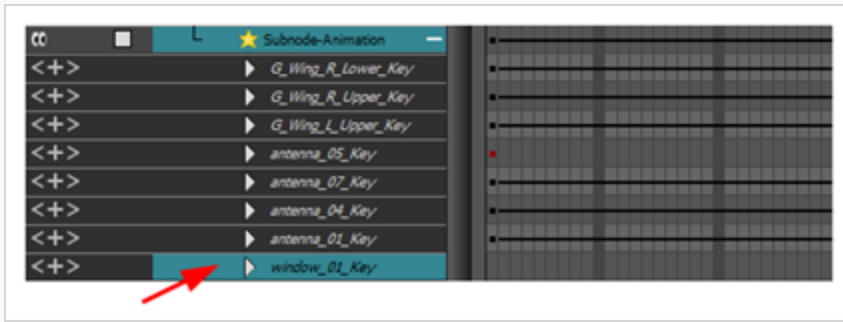 Subnode-Animation
<+> G_Wing_R_Lower_Key
<+> G_Wing_R_Upper_Key
<+> G_Wing_L_Upper_Key
<+> antenna_05_Key
<+> antenna_07_Key
<+> antenna_04_Key
<+> antenna_01_Key
<+> window_01_Key